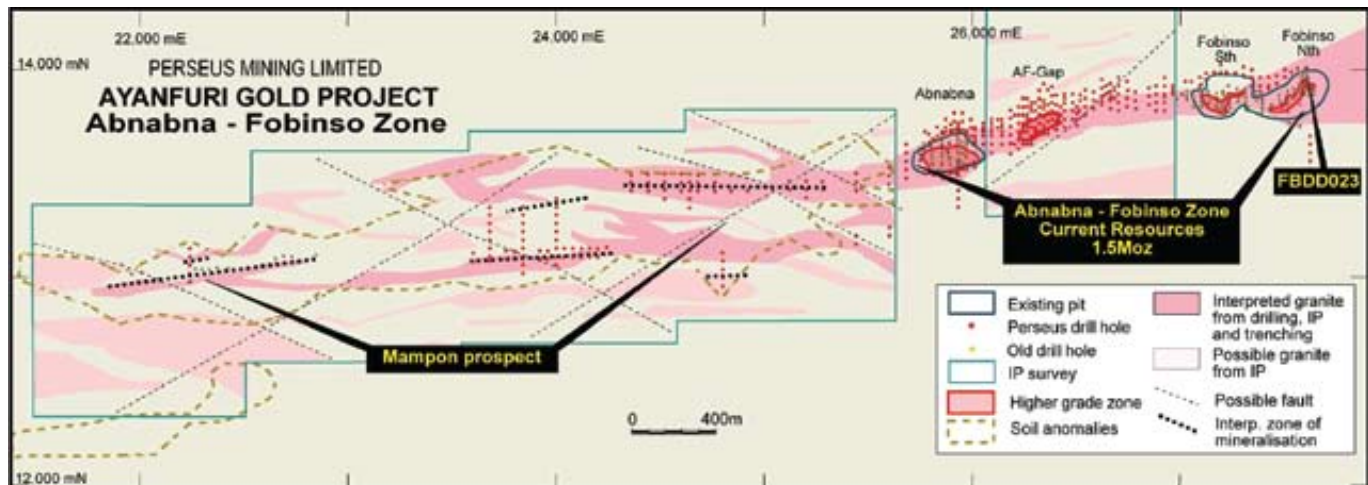 22.000 mE
24.000 mE
26.000 mE
14.000 mN
PERSEUS MINING LIMITED
AYANFURI GOLD PROJECT
Abnabna - Fobinso Zone
Abnabna
AF-Gap
Fobinso
Sth
Fobinso
Nth
FBDD023
Abnabna - Fobinso Zone
Current Resources
1.5Moz
Mampon prospect
0 400m
Existing pit
Perseus drill hole
Old drill hole
IP survey
Higher grade zone
Soil anomalies
Interpreted granite
from drilling, IP
and trenching
Possible granite
from IP
Possible fault
Interp. zone of
mineralisation
12.000 mN